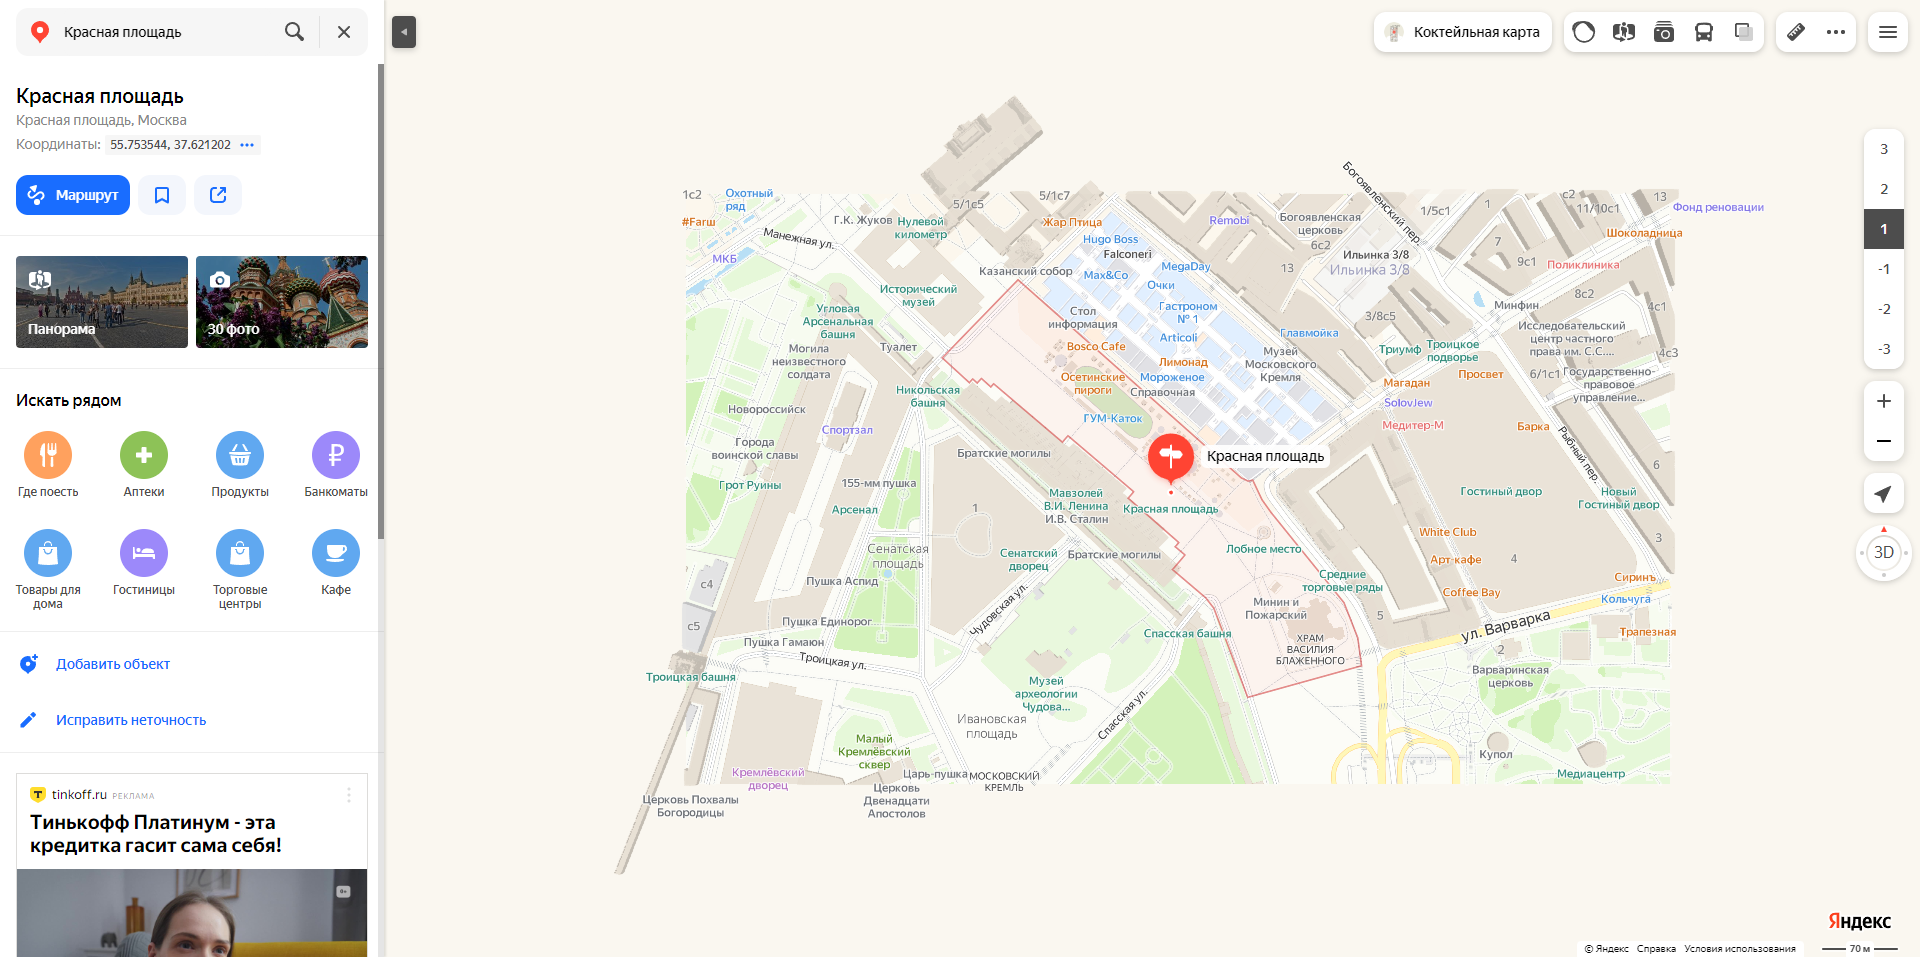 Красная площадь
Коктейльная карта
Красная площадь
Красная площадь, Москва
Координаты: 55.753544, 37.621202
Маршрут
Панорама
30 фото
Искать рядом
Где поесть
Аптеки
Продукты
Банкоматы
Товары для
дома
Гостиницы
Торговые
центры
Кафе
Добавить объект
Исправить неточность
tinkoff.ru РЕКЛАМА
Тинькофф Платинум - эта
кредитка гасит сама себя!
0+
3
2
1
-1
-2
-3
3D
1с2
Охотный
ряд
#Farш
Г.К. Жуков
Нулевой
километр
Манежная ул.
МКБ
5/1с5
5/1с7
Жар Птица
Hugo Boss
Falconeri
Казанский собор
Max&Co
MegaDay
Очки
Remobi
Богоявленская
церковь
6с2
Богоявленский пер.
Ильинка 3/8
Ильинка 3/8
13
1/5с1
1
с2
11/10с1
13
Фонд реновации
Шоколадница
7
9с1
Поликлиника
8с2
4с1
Минфин
Исторический
музей
Угловая
Арсенальная
башня
Стол
информация
Гастроном
№ 1
Articoli
3/8с5
Главмойка
Исследовательский
центр частного
права им. С.С....
4с3
Туалет
Могила
неизвестного
солдата
Bosco Cafe
Лимонад
Музей
Московского
Кремля
Триумф
Троицкое
подворье
Осетинские
пироги
Мороженое
Справочная
Магадан
Просвет
6/1с1
Государственно-
правовое
управление...
Никольская
башня
Новороссийск
ГУМ-Каток
SolovJew
Спортзал
Медитер-М
Барка
Рыбный пер.
Города
воинской славы
Братские могилы
Красная площадь
6
Грот Руины
155-мм пушка
Мавзолей
В.И. Ленина
И.В. Сталин
Гостиный двор
Новый
Гостиный двор
Арсенал
1
Красная площадь
White Club
3
Сенатская
площадь
Сенатский
дворец
Братские могилы
Лобное место
Арт-кафе
4
с4
Пушка Аспид
Средние
торговые ряды
Сиринъ
Coffee Bay
Кольчуга
Чудовская ул.
Минин и
Пожарский
5
с5
Пушка Единорог
Спасская башня
ул. Варварка
Трапезная
Пушка Гамаюн
ХРАМ
ВАСИЛИЯ
БЛАЖЕННОГО
2
Троицкая ул.
Троицкая башня
Варваринская
церковь
Музей
археологии
Чудова...
Спасская ул.
Ивановская
площадь
Малый
Кремлёвский
сквер
Купол
Кремлёвский
дворец
Царь-пушка
МОСКОВСКИЙ
КРЕМЛЬ
Медиацентр
Церковь Похвалы
Богородицы
Церковь
Двенадцати
Апостолов
Яндекс
© Яндекс Справка Условия использования
70 м